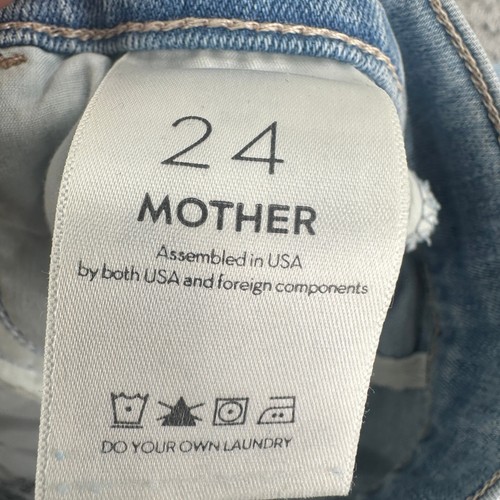 24
MOTHER
Assembled in USA
by both USA and foreign components
DO YOUR OWN LAUNDRY